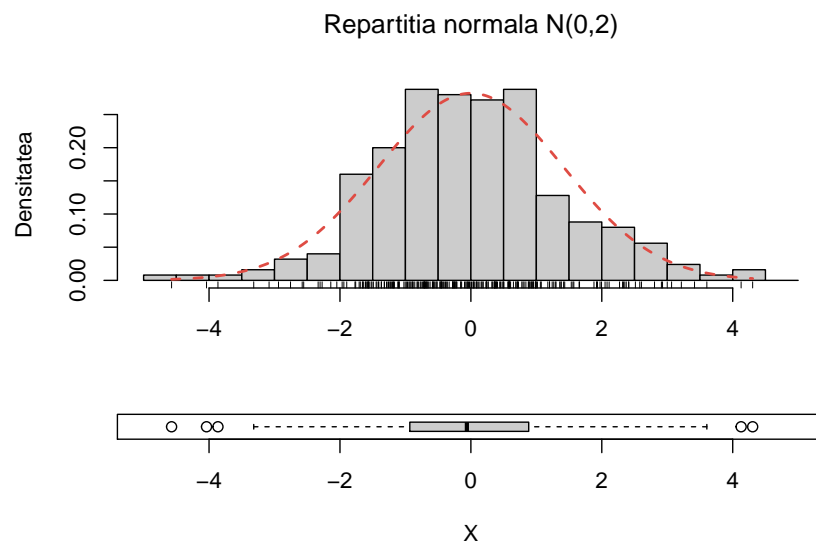 Repartitia normala N(0,2)
Densitatea
0.00 0.10 0.20
−4 −2 0 2 4
−4 −2 0 2 4
X